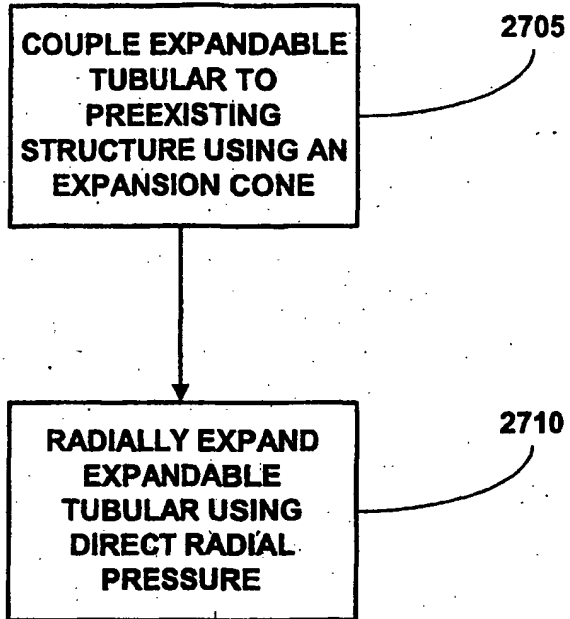 COUPLE EXPANDABLE
TUBULAR TO
PREEXISTING
STRUCTURE USING AN
EXPANSION CONE
2705
RADIALLY EXPAND
EXPANDABLE
TUBULAR USING
DIRECT RADIAL
PRESSURE
2710